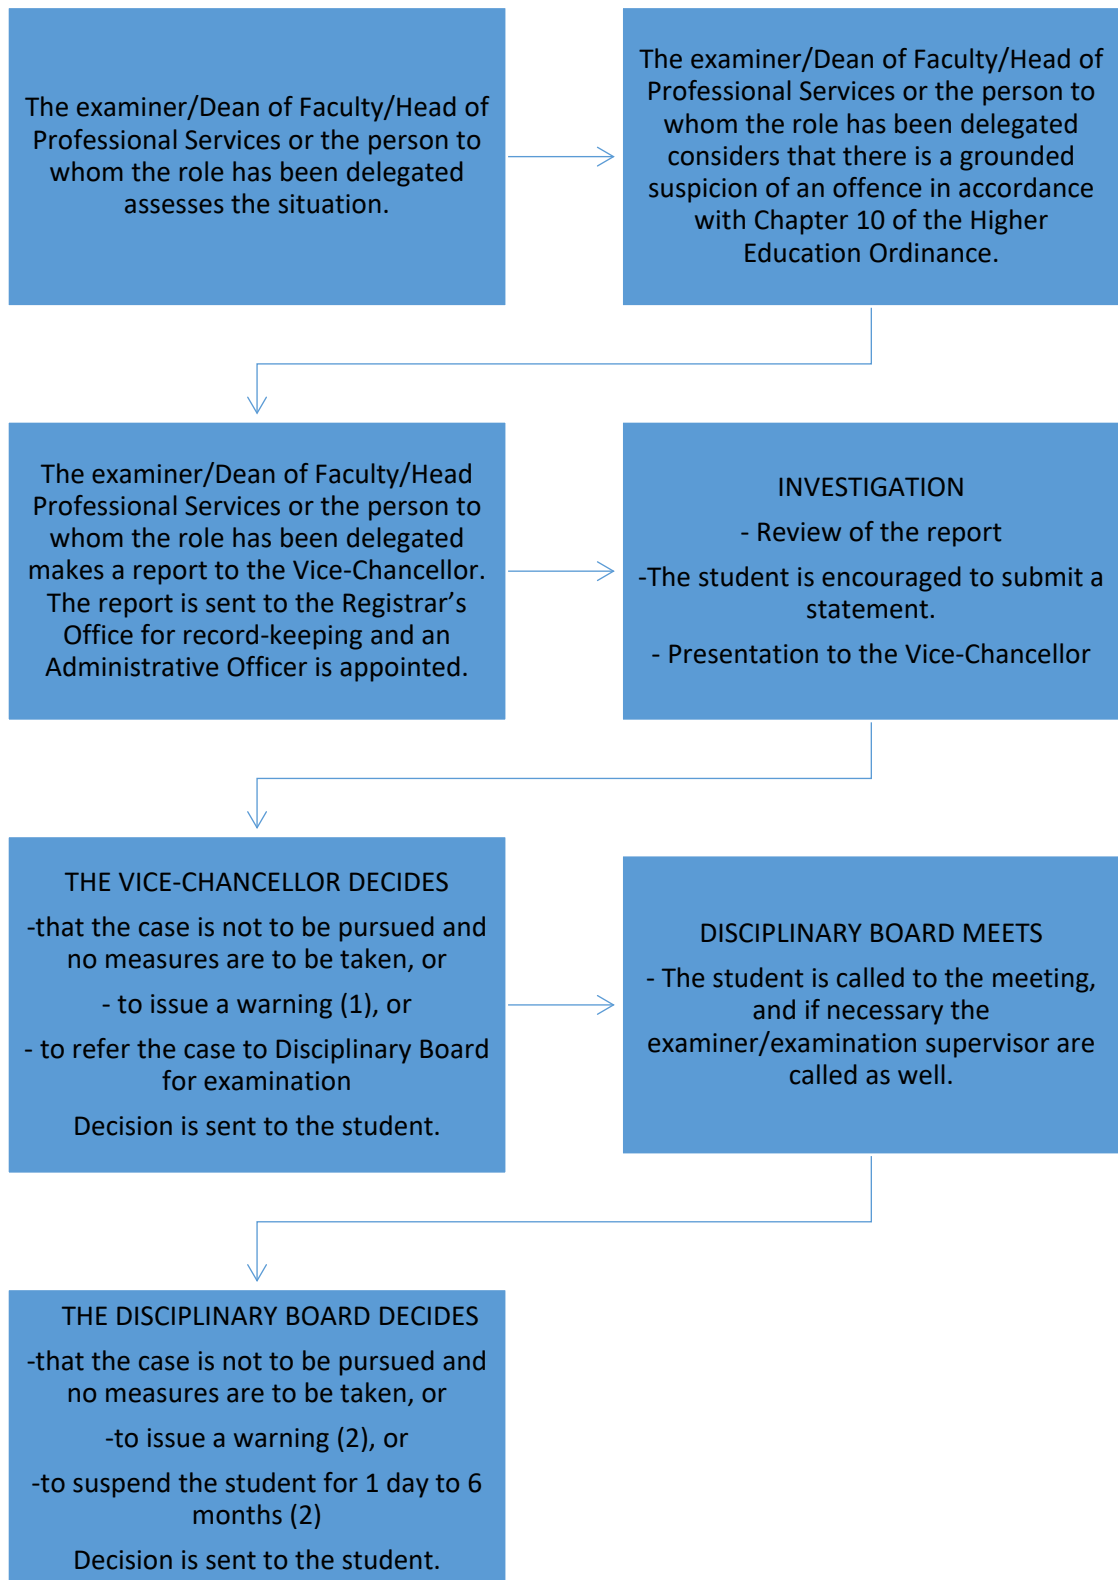 The examiner/Dean of Faculty/Head of
Professional Services or the person to
whom the role has been delegated
assesses the situation.
The examiner/Dean of Faculty/Head of
Professional Services or the person to
whom the role has been delegated
considers that there is a grounded
suspicion of an offence in accordance
with Chapter 10 of the Higher
Education Ordinance.
The examiner/Dean of Faculty/Head
Professional Services or the person to
whom the role has been delegated
makes a report to the Vice-Chancellor.
The report is sent to the Registrar’s
Office for record-keeping and an
Administrative Officer is appointed.
INVESTIGATION
- Review of the report
-The student is encouraged to submit a
statement.
- Presentation to the Vice-Chancellor
THE VICE-CHANCELLOR DECIDES
-that the case is not to be pursued and
no measures are to be taken, or
- to issue a warning (1), or
- to refer the case to Disciplinary Board
for examination
Decision is sent to the student.
DISCIPLINARY BOARD MEETS
- The student is called to the meeting,
and if necessary the
examiner/examination supervisor are
called as well.
THE DISCIPLINARY BOARD DECIDES
-that the case is not to be pursued and
no measures are to be taken, or
-to issue a warning (2), or
-to suspend the student for 1 day to 6
months (2)
Decision is sent to the student.